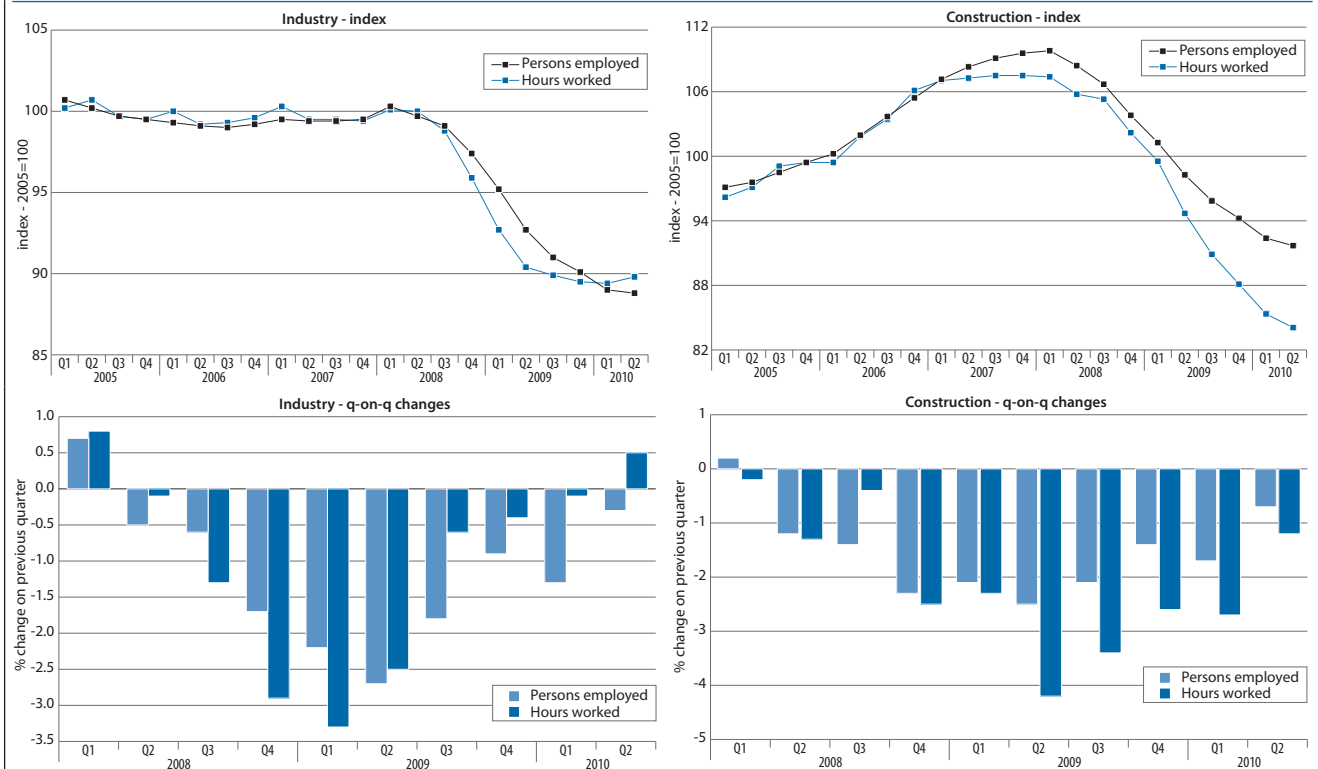 Industry - index
105
100
95
90
85
index - 2005=100
Persons employed
Hours worked
Q1 Q2 Q3 Q4 Q1 Q2 Q3 Q4 Q1 Q2 Q3 Q4 Q1 Q2 Q3 Q4 Q1 Q2 Q3 Q4 Q1 Q2
2005 2006 2007 2008 2009 2010
Construction - index
112
106
100
94
88
82
index - 2005=100
Persons employed
Hours worked
Q1 Q2 Q3 Q4 Q1 Q2 Q3 Q4 Q1 Q2 Q3 Q4 Q1 Q2 Q3 Q4 Q1 Q2 Q3 Q4 Q1 Q2
2005 2006 2007 2008 2009 2010
Industry - q-on-q changes
1.0
0.5
0.0
-0.5
-1.0
-1.5
-2.0
-2.5
-3.0
-3.5
% change on previous quarter
Persons employed
Hours worked
Q1 Q2 Q3 Q4 Q1 Q2 Q3 Q4 Q1 Q2
2008 2009 2010
Construction - q-on-q changes
1
0
-1
-2
-3
-4
-5
% change on previous quarter
Persons employed
Hours worked
Q1 Q2 Q3 Q4 Q1 Q2 Q3 Q4 Q1 Q2
2008 2009 2010